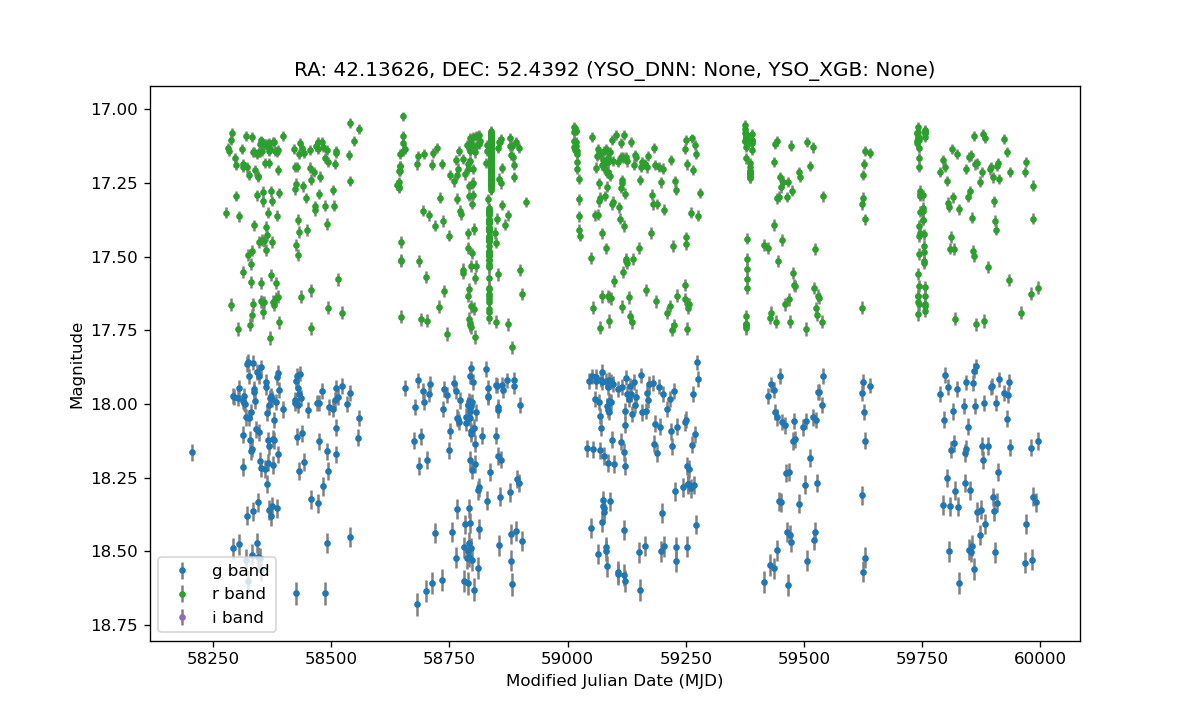 RA: 42.13626, DEC: 52.4392 (YSO_DNN: None, YSO_XGB: None)
17.00
17.25
17.50
17.75
18.00
18.25
18.50
18.75
Magnitude
g band
r band
i band
58250 58500 58750 59000 59250 59500 59750 60000
Modified Julian Date (MJD)